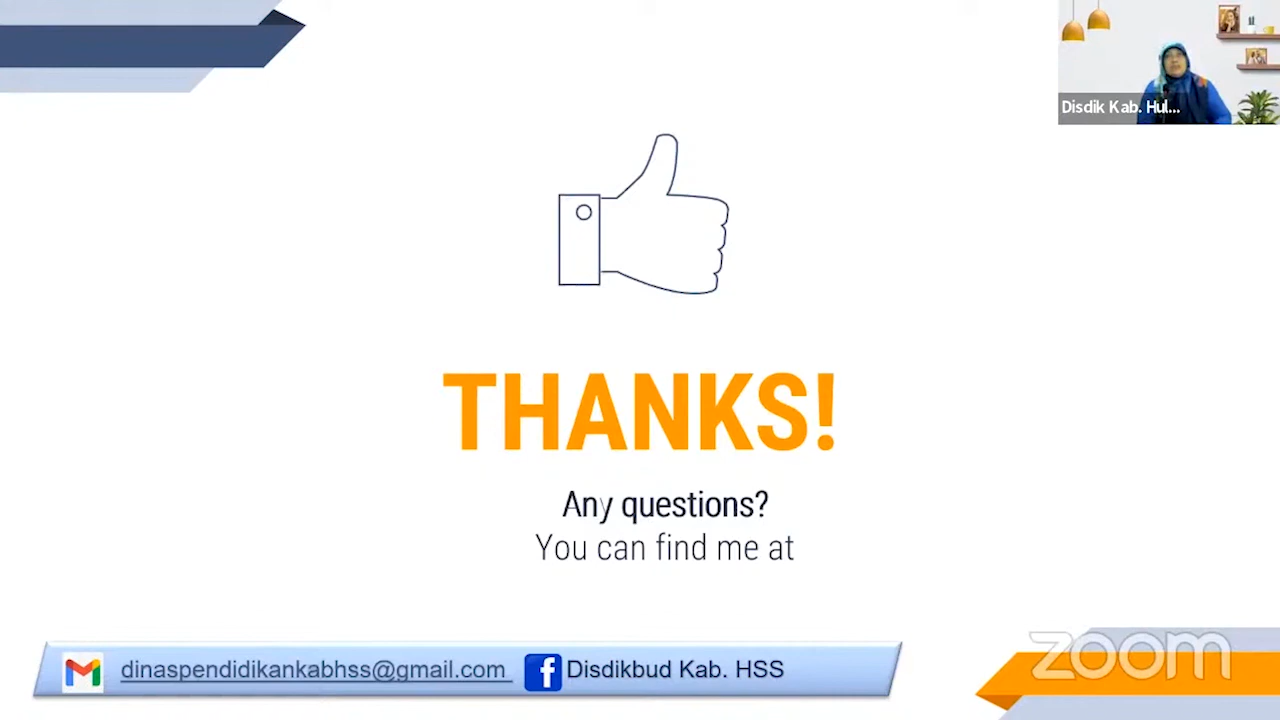 Disdik Kab. Hul...
THANKS!
Any questions?
You can find me at
dinaspendidikankabhss@gmail.com
Disdikbud Kab. HSS
zoom